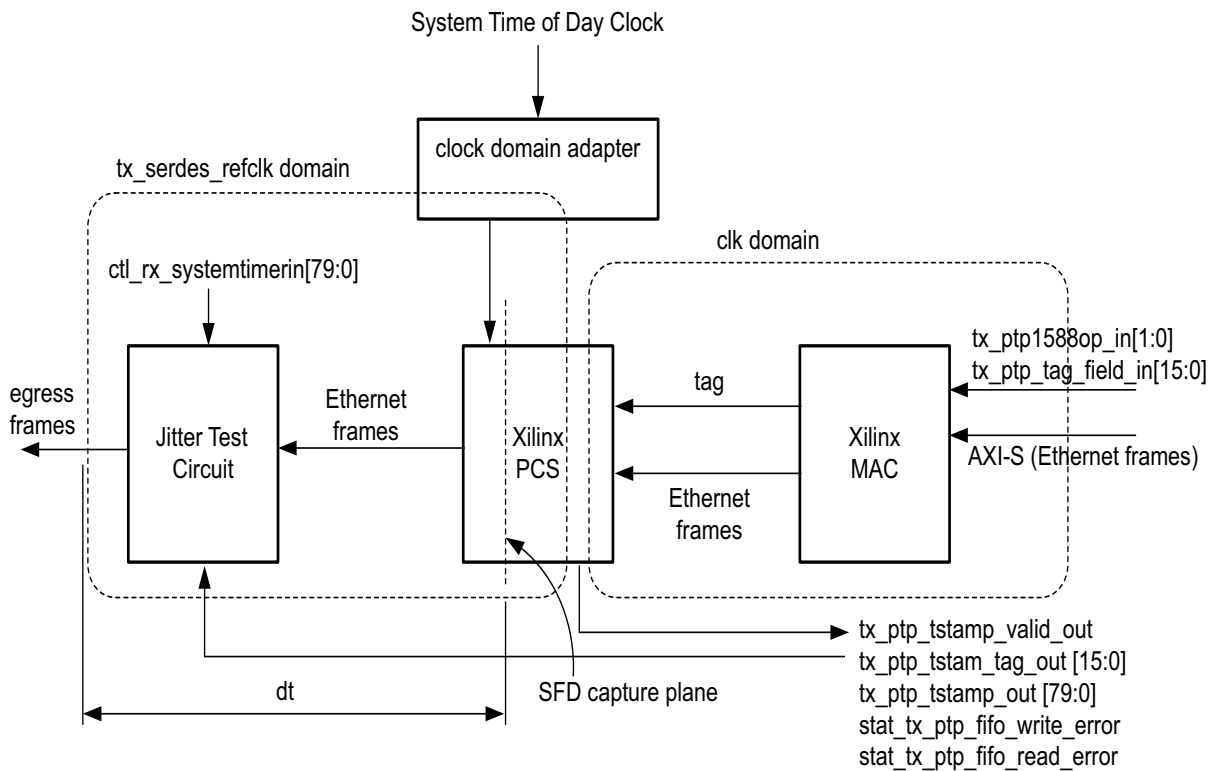 System Time of Day Clock
clock domain adapter
tx_serdes_refclk domain
clk domain
ctl_rx_systemtimerin[79:0]
tx_ptp1588op_in[1:0]
tx_ptp_tag_field_in[15:0]
egress
frames
Jitter Test
Circuit
Ethernet
frames
Xilinx
PCS
tag
Ethernet
frames
Xilinx
MAC
AXI-S (Ethernet frames)
dt
SFD capture plane
tx_ptp_tstamp_valid_out
tx_ptp_tstam_tag_out [15:0]
tx_ptp_tstamp_out [79:0]
stat_tx_ptp_fifo_write_error
stat_tx_ptp_fifo_read_error